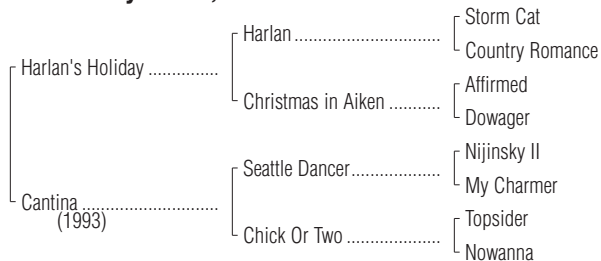 Harlan's Holiday ...............
Harlan ................................
Storm Cat
Country Romance
Christmas in Aiken ...........
Affirmed
Dowager
Cantina .............................
(1993)
Seattle Dancer...................
Nijinsky II
My Charmer
Chick Or Two ....................
Topsider
Nowanna